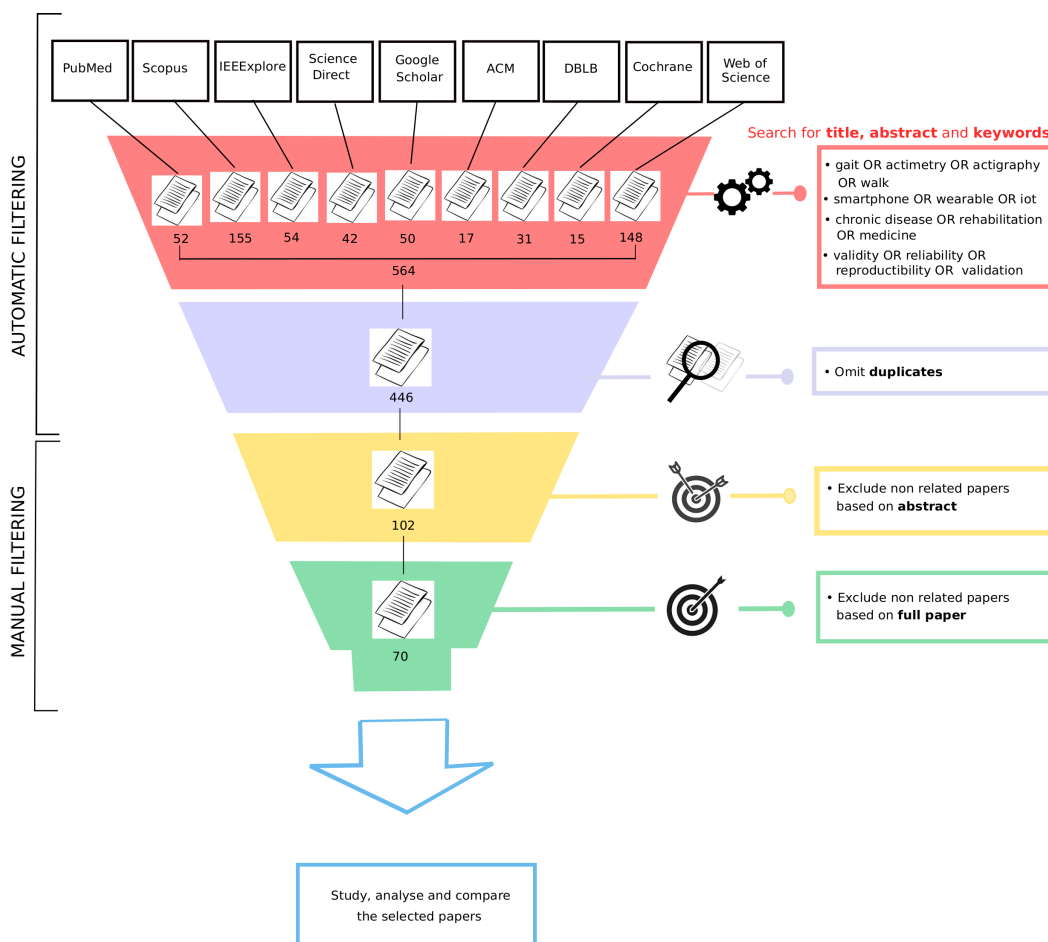 AUTOMATIC FILTERING
PubMed
Scopus
IEEExplore
Science
Direct
Google
Scholar
ACM
DBLB
Cochrane
Web of
Science
52
155
54
42
50
17
31
15
148
564
Search for title, abstract and keywords
• gait OR actimetry OR actigraphy
OR walk
• smartphone OR wearable OR iot
• chronic disease OR rehabilitation
OR medicine
• validity OR reliability OR
reproductibility OR validation
446
• Omit duplicates
MANUAL FILTERING
102
• Exclude non related papers
based on abstract
70
• Exclude non related papers
based on full paper
Study, analyse and compare
the selected papers